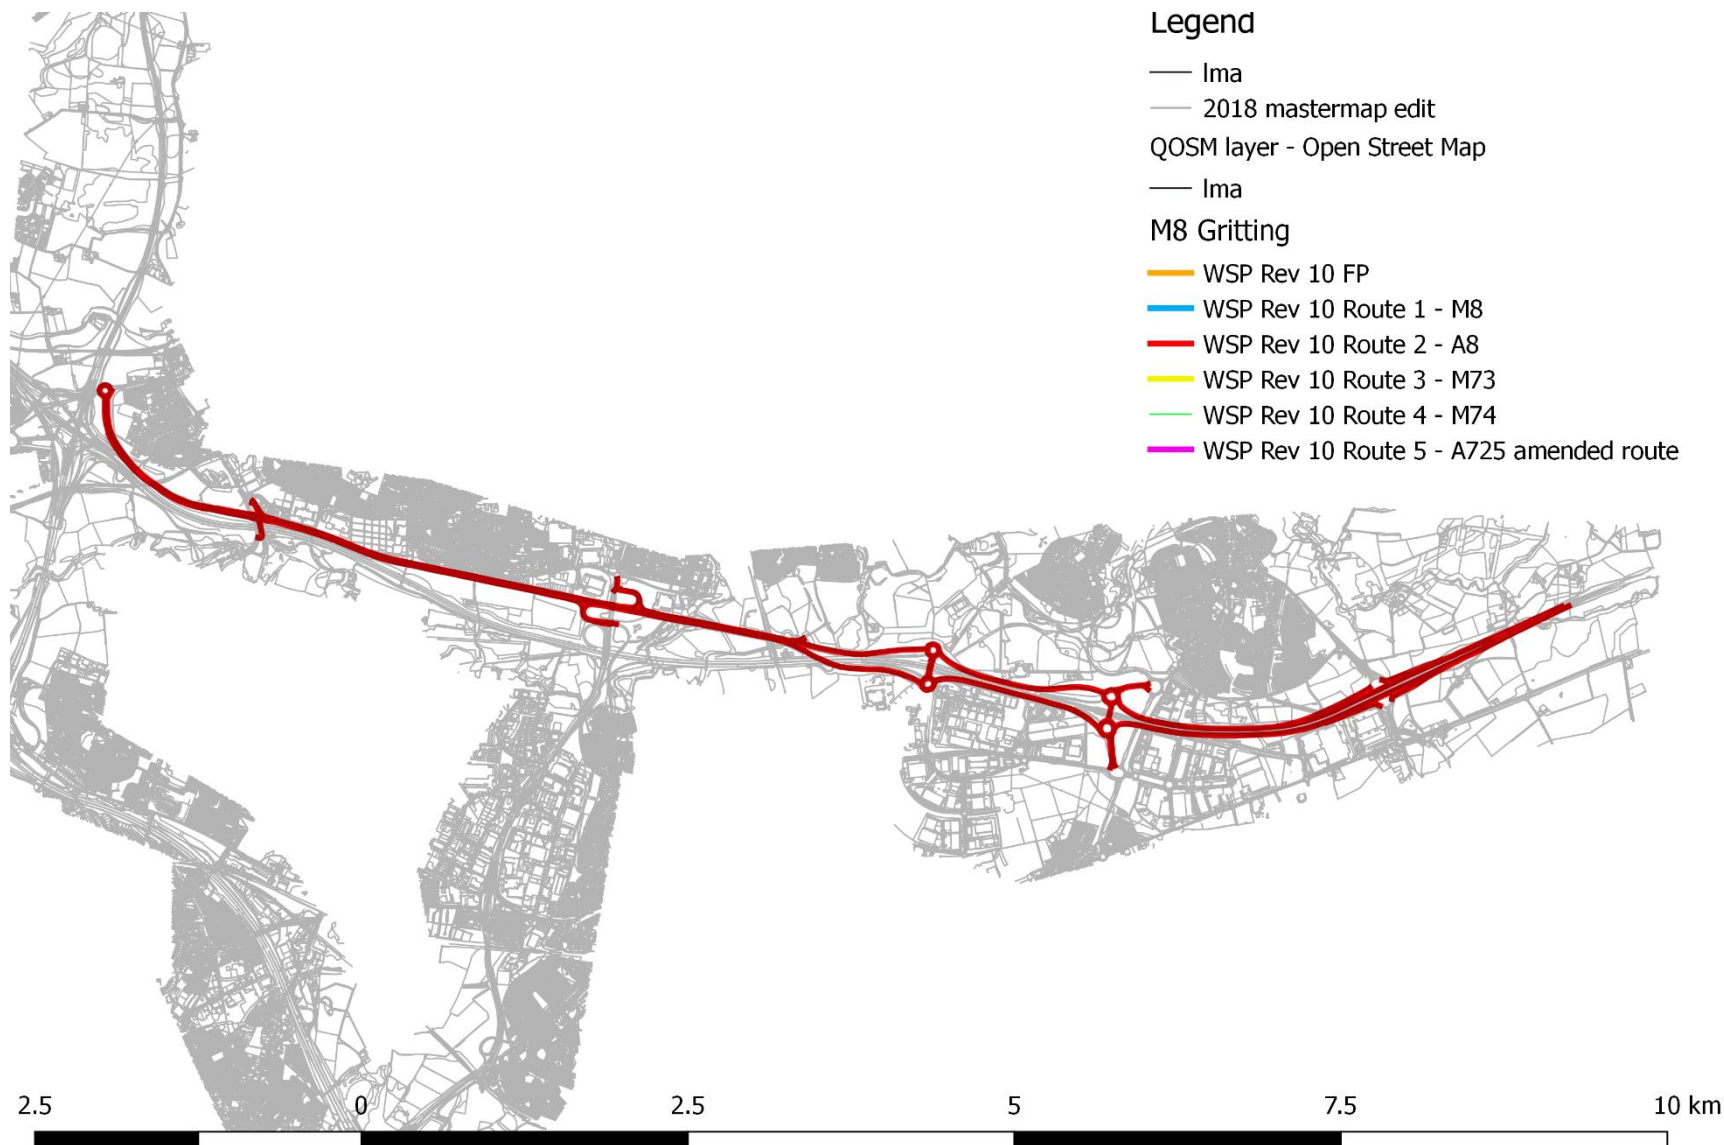 Legend
lma
2018 mastermap edit
QOSM layer - Open Street Map
lma
M8 Gritting
WSP Rev 10 FP
WSP Rev 10 Route 1 - M8
WSP Rev 10 Route 2 - A8
WSP Rev 10 Route 3 - M73
WSP Rev 10 Route 4 - M74
WSP Rev 10 Route 5 - A725 amended route
2.5 0 2.5 5 7.5 10 km